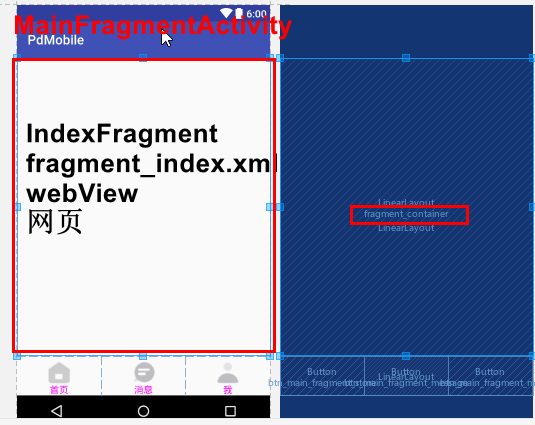 MainFragmentActivity
6:00
PdMobile
IndexFragment
fragment_index.xml
webView
网页
首页
消息
我
LinearLayout
fragment_container
LinearLayout
Button
Button
LinearLayout